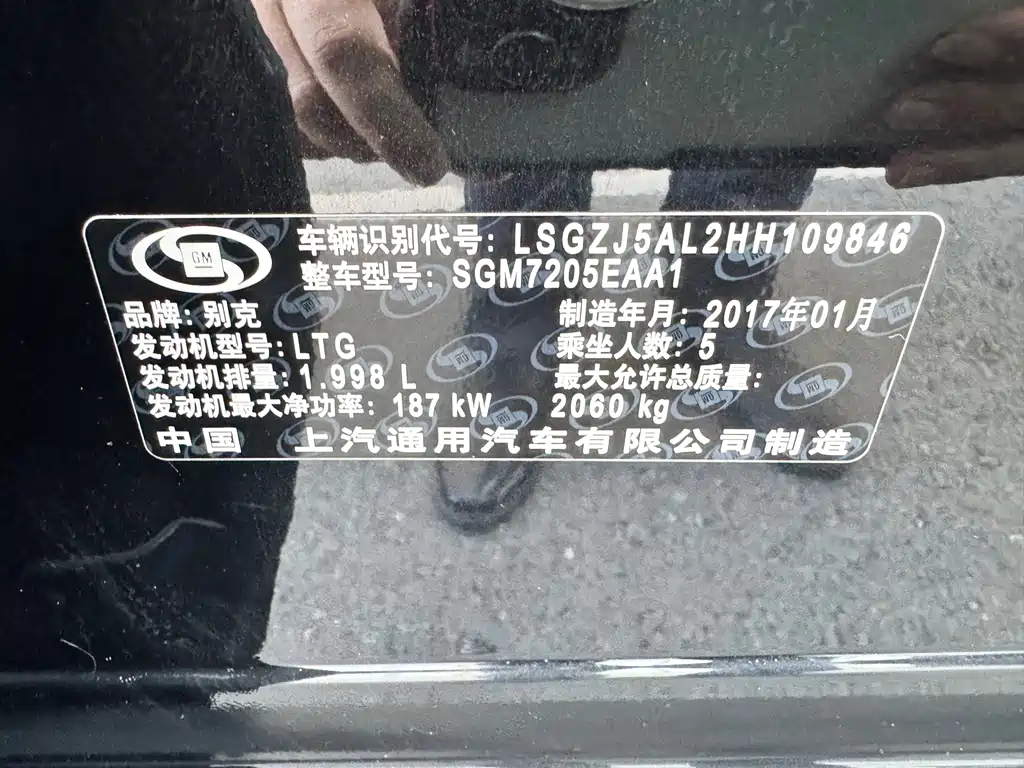 GM
车辆识别代号: LSGZJ5AL2HH109846
整车型号: SGM7205EAA1
品牌: 别克 制造年月: 2017年01月
发动机型号: LTG 乘坐人数: 5
发动机排量: 1.998 L 最大允许总质量:
发动机最大净功率: 187 kW 2060 kg
中国 上汽通用汽车有限公司制造